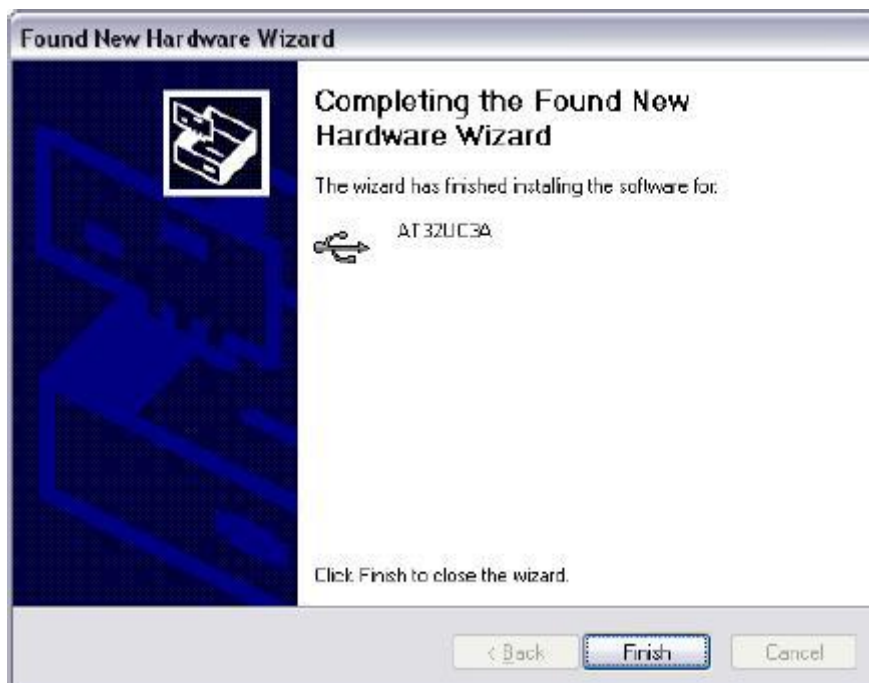 Found New Hardware Wizard
Completing the Found New
Hardware Wizard
The wizard has finished installing the software for:
AT32UC3A
Click Finish to close the wizard.
< Back
Finish
Cancel